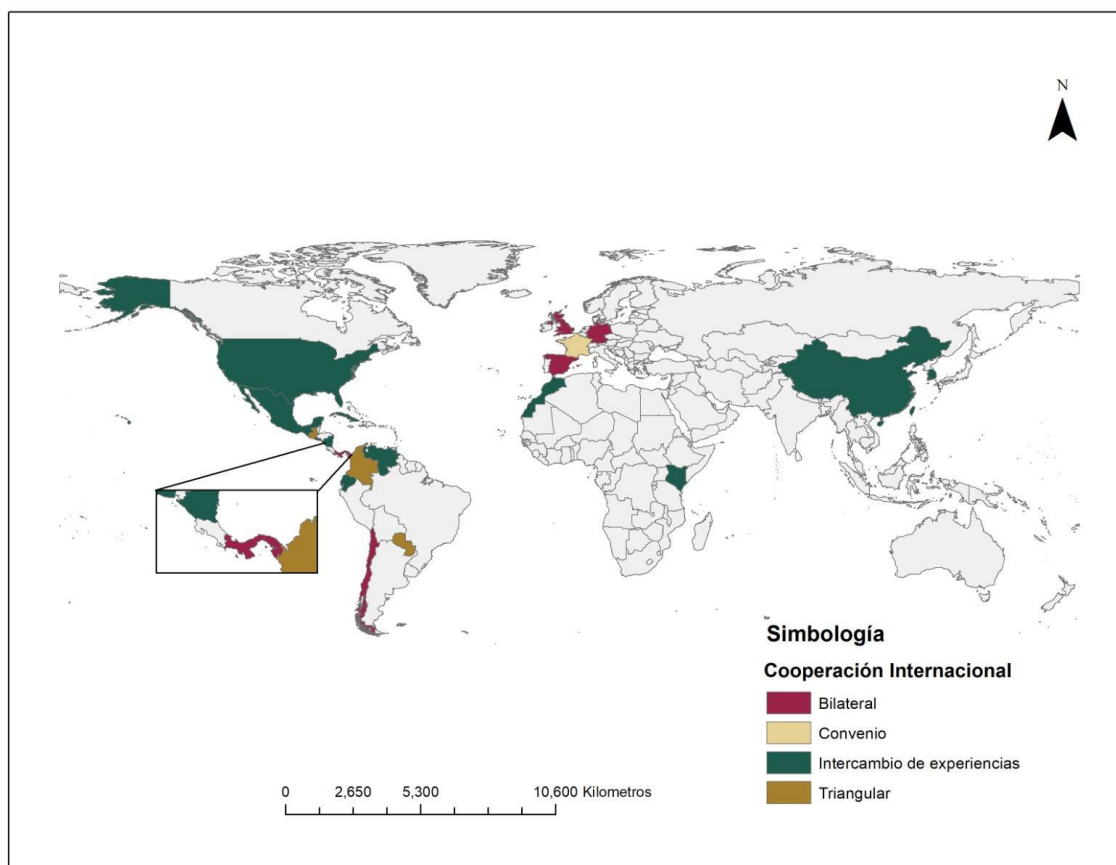 N
Simbología
Cooperación Internacional
Bilateral
Convenio
Intercambio de experiencias
Triangular
0 2,650 5,300 10,600 Kilometros